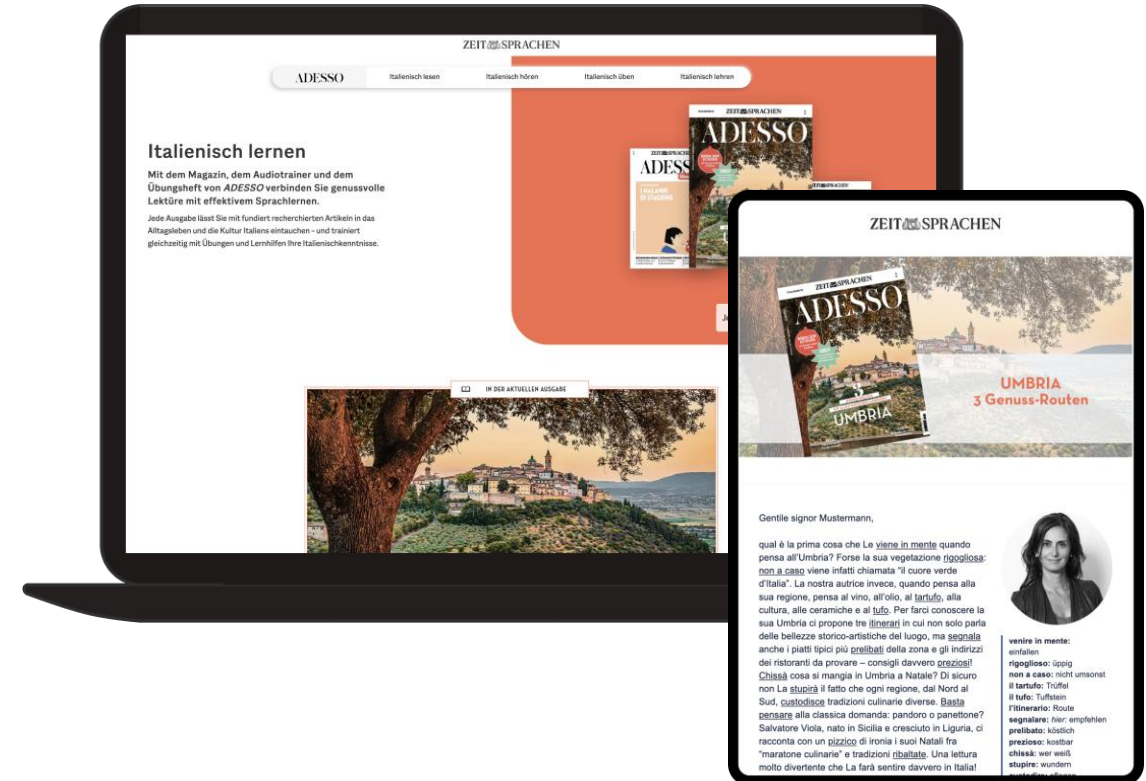 ZEIT SPRACHEN
ADESSO
Italienisch lesen
Italienisch hören
Italienisch üben
Italienisch lehren
Italienisch lernen
Mit dem Magazin, dem Audiotrainer und dem
Übungsheft von ADESSO verbinden Sie genussvolle
Lektüre mit effektivem Sprachlernen.
Jede Ausgabe lässt Sie mit fundiert recherchierten Artikeln in das
Alltagsleben und die Kultur Italiens eintauchen – und trainiert
gleichzeitig mit Übungen und Lernhilfen Ihre Italienischkenntnisse.
ZEIT SPRACHEN
ADESS
I MALANNI
DI STAGIONE
ZEIT SPRACHEN
ADESSO
IN DER AKTUELLEN AUSGABE
ZEIT SPRACHEN
ZEIT SPRACHEN
ADESSO
3
UMBRIA
UMBRIA
3 Genuss-Routen
Gentile signor Mustermann,
qual è la prima cosa che Le viene in mente quando
pensa all'Umbria? Forse la sua vegetazione rigogliosa:
non a caso viene infatti chiamata "il cuore verde
d'Italia". La nostra autrice invece, quando pensa alla
sua regione, pensa al vino, all'olio, al tartufo, alla
cultura, alle ceramiche e al tufo. Per farci conoscere la
sua Umbria ci propone tre itinerari in cui non solo parla
delle bellezze storico-artistiche del luogo, ma segnala
anche i piatti tipici più prelibati della zona e gli indirizzi
dei ristoranti da provare – consigli davvero preziosi!
Chissà cosa si mangia in Umbria a Natale? Di sicuro
non La stupirà il fatto che ogni regione, dal Nord al
Sud, custodisce tradizioni culinarie diverse. Basta
pensare alla classica domanda: pandoro o panettone?
Salvatore Viola, nato in Sicilia e cresciuto in Liguria, ci
racconta con un pizzico di ironia i suoi Natali fra
"maratone culinarie" e tradizioni ribaltate. Una lettura
molto divertente che La farà sentire davvero in Italia!
venire in mente:
einfallen
rigoglioso: üppig
non a caso: nicht umsonst
il tartufo: Trüffel
il tufo: Tuffstein
l'itinerario: Route
segnalare: hier: empfehlen
prelibato: köstlich
prezioso: kostbar
chissà: wer weiß
stupire: wundern